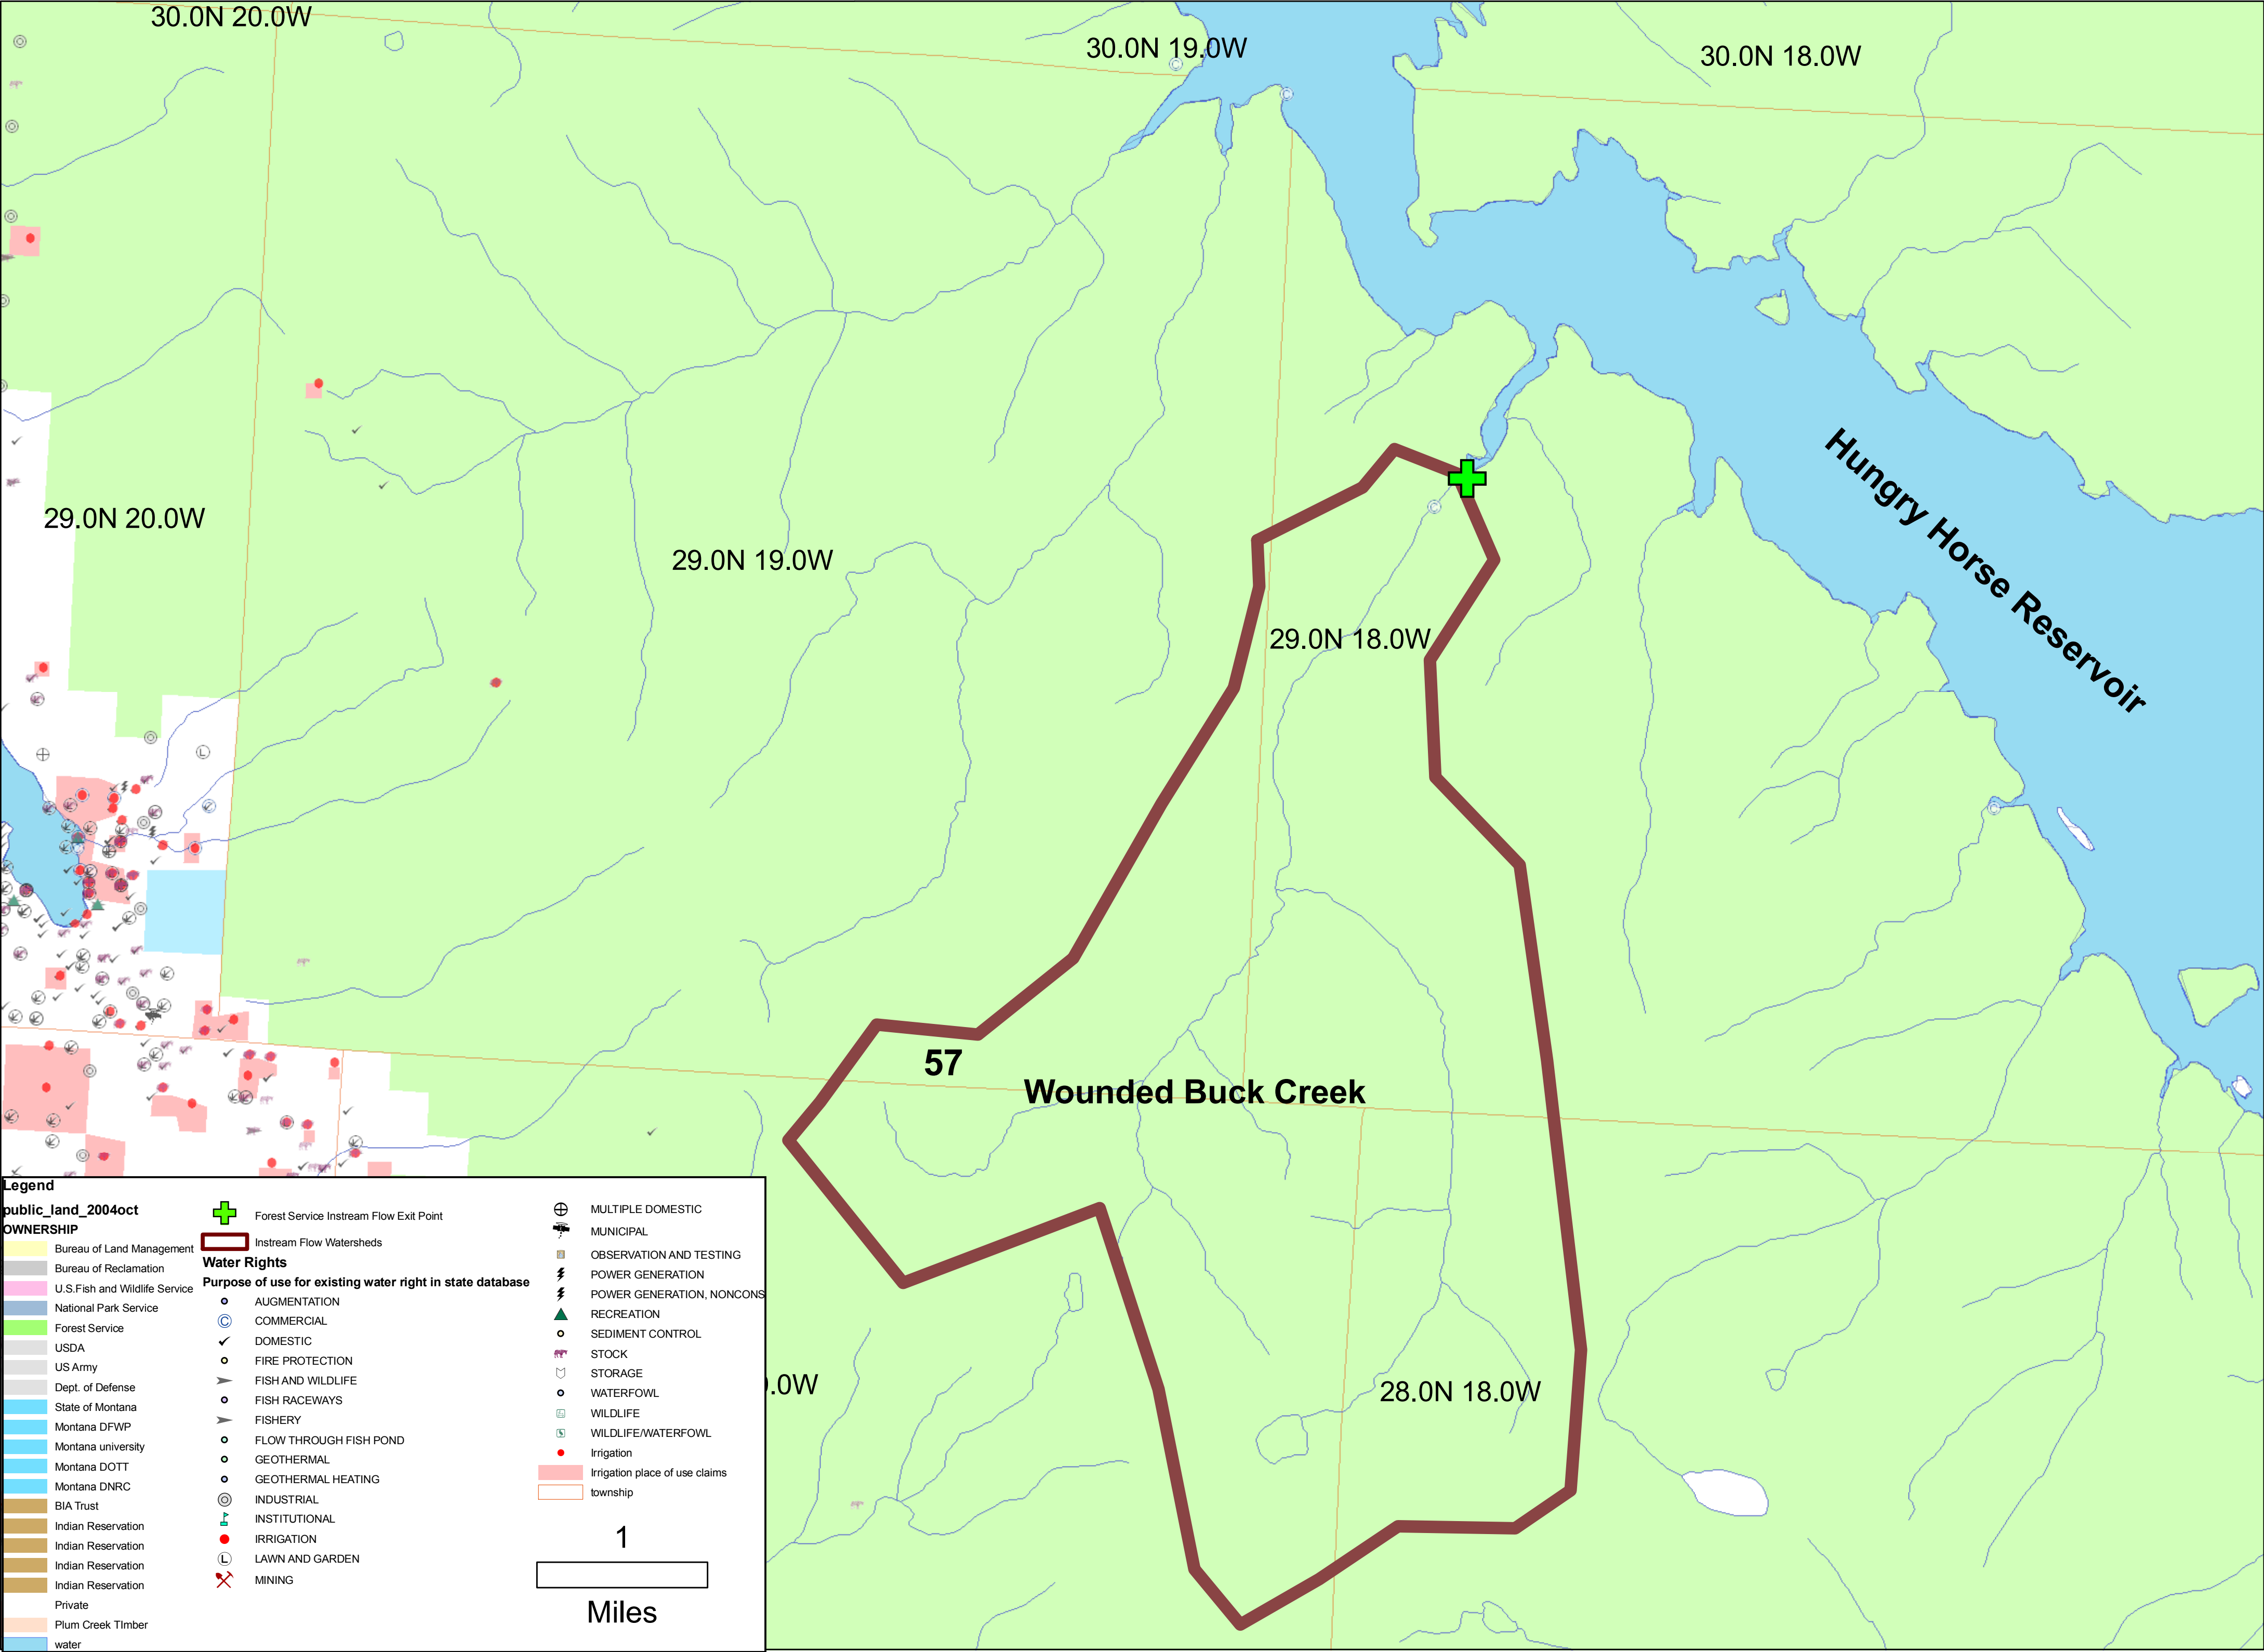 30.0N 20.0W
30.0N 19.0W
30.0N 18.0W
29.0N 20.0W
29.0N 19.0W
29.0N 18.0W
Hungry Horse Reservoir
57
Wounded Buck Creek
28.0N 18.0W
.0W
Legend
public_land_2004oct
OWNERSHIP
Bureau of Land Management
Bureau of Reclamation
U.S.Fish and Wildlife Service
National Park Service
Forest Service
USDA
US Army
Dept. of Defense
State of Montana
Montana DFWP
Montana university
Montana DOTT
Montana DNRC
BIA Trust
Indian Reservation
Indian Reservation
Indian Reservation
Indian Reservation
Private
Plum Creek TImber
water
Forest Service Instream Flow Exit Point
Instream Flow Watersheds
Water Rights
Purpose of use for existing water right in state database
AUGMENTATION
COMMERCIAL
DOMESTIC
FIRE PROTECTION
FISH AND WILDLIFE
FISH RACEWAYS
FISHERY
FLOW THROUGH FISH POND
GEOTHERMAL
GEOTHERMAL HEATING
INDUSTRIAL
INSTITUTIONAL
IRRIGATION
LAWN AND GARDEN
MINING
MULTIPLE DOMESTIC
MUNICIPAL
OBSERVATION AND TESTING
POWER GENERATION
POWER GENERATION, NONCONS
RECREATION
SEDIMENT CONTROL
STOCK
STORAGE
WATERFOWL
WILDLIFE
WILDLIFE/WATERFOWL
Irrigation
Irrigation place of use claims
township
1
Miles